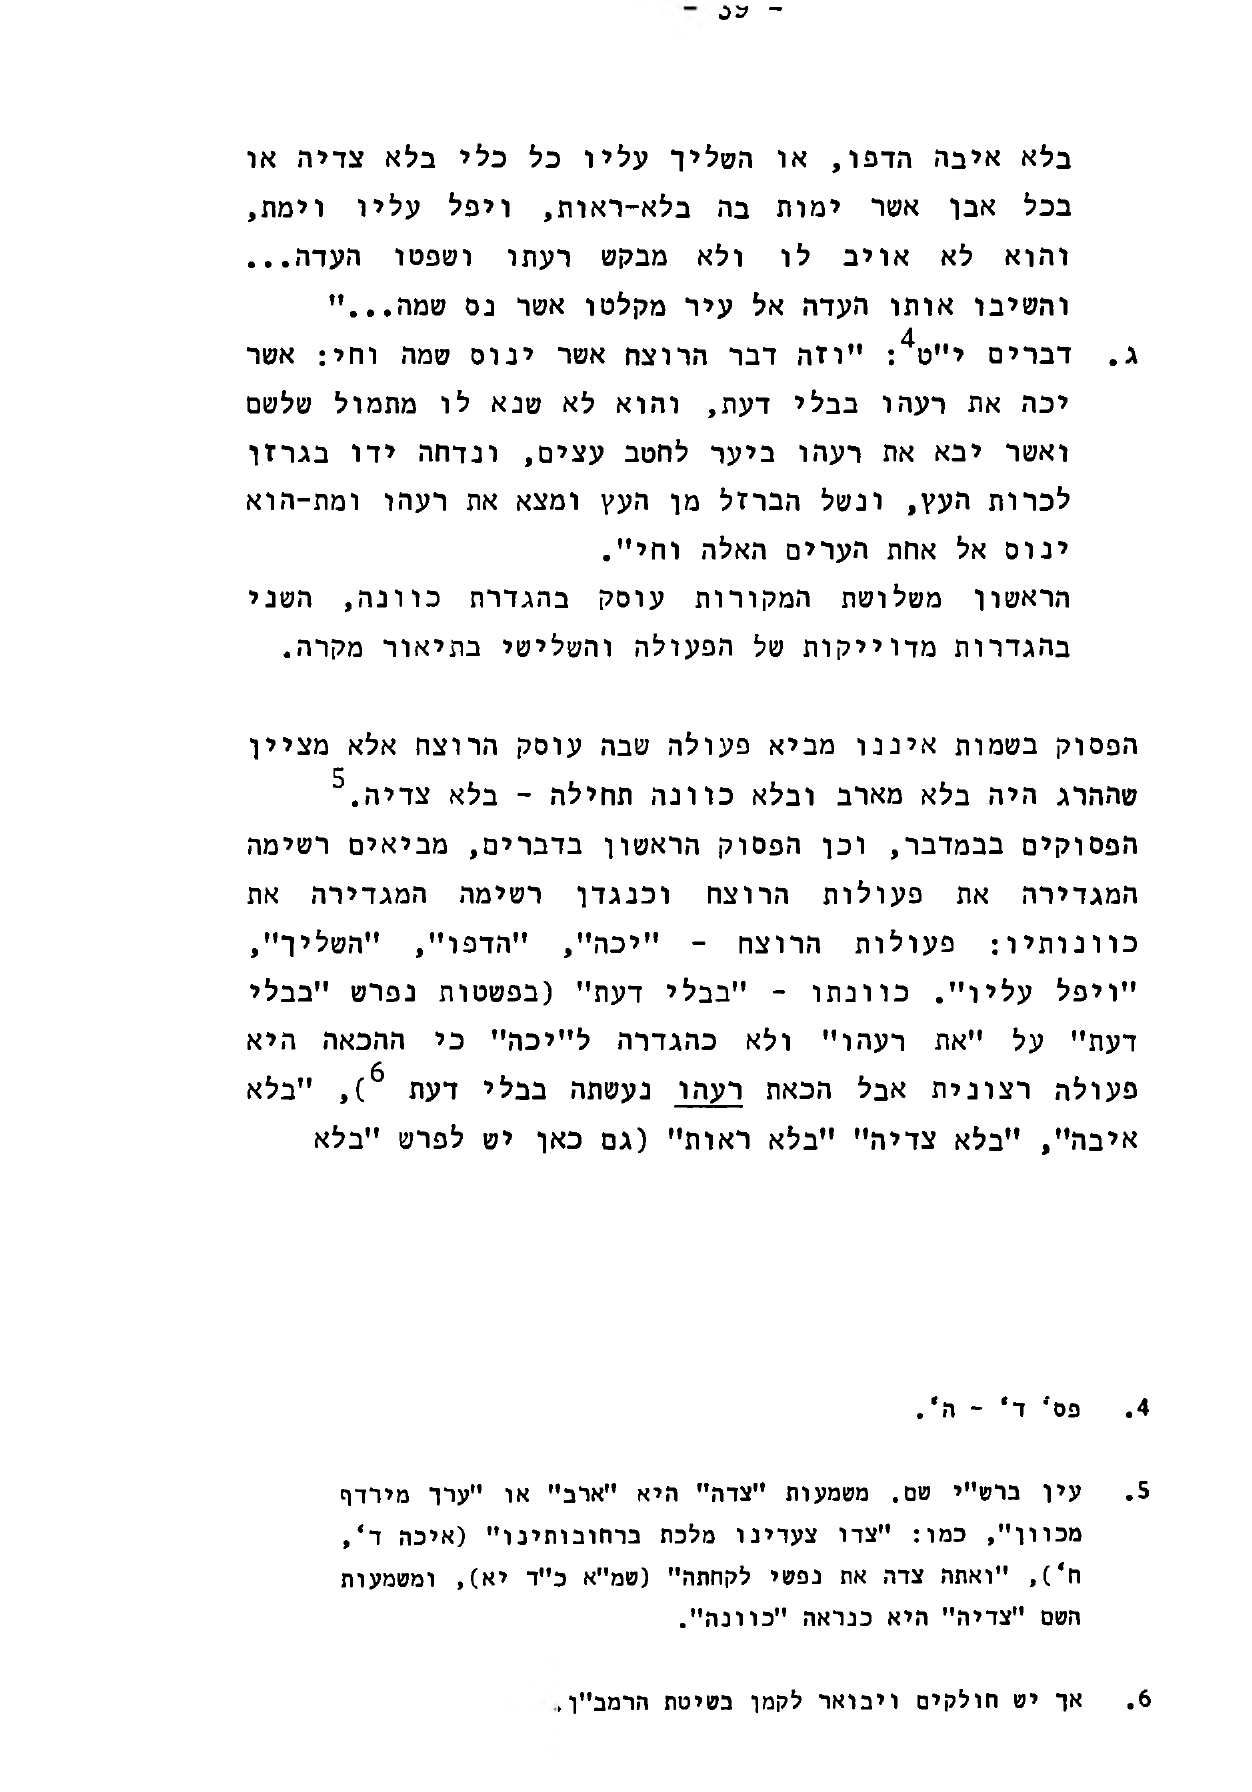 - 39 -
בלא איבה הדפו, או השליך עליו כל כלי בלא צדיה או
בכל אבן אשר ימות בה בלא-ראות, ויפל עליו וימת,
והוא לא אויב לו ולא מבקש רעתו ושפטו העדה...
והשיבו אותו העדה אל עיר מקלטו אשר נס שמה..."
ג. דברים י"ט4: "וזה דבר הרוצח אשר ינוס שמה וחי: אשר
יכה את רעהו בבלי דעת, והוא לא שנא לו מתמול שלשם
ואשר יבא את רעהו ביער לחטב עצים, ונדחה ידו בגרזן
לכרות העץ, ונשל הברזל מן העץ ומצא את רעהו ומת-הוא
ינוס אל אחת הערים האלה וחי".
הראשון משלושת המקורות עוסק בהגדרת כוונה, השני
בהגדרות מדוייקות של הפעולה והשלישי בתיאור מקרה.
הפסוק בשמות איננו מביא פעולה שבה עוסק הרוצח אלא מציין
שההרג היה בלא מארב ובלא כוונה תחילה - בלא צדיה.5
הפסוקים בבמדבר, וכן הפסוק הראשון בדברים, מביאים רשימה
המגדירה את פעולות הרוצח וכנגדן רשימה המגדירה את
כוונותיו: פעולות הרוצח - "יכה", "הדפו", "השליך",
"ויפל עליו". כוונתו - "בבלי דעת" (בפשטות נפרש "בבלי
דעת" על "את רעהו" ולא כהגדרה ל"יכה" כי ההכאה היא
פעולה רצונית אבל הכאת רעהו נעשתה בבלי דעת 6), "בלא
איבה", "בלא צדיה" "בלא ראות" (גם כאן יש לפרש "בלא
4. פס' ד' - ה'.
5. עין ברש"י שם. משמעות "צדה" היא "ארב" או "ערך מירדף
מכוון", כמו: "צדו צעדינו מלכת ברחובותינו" (איכה ד',
ח'), "ואתה צדה את נפשי לקחתה" (שמ"א כ"ד יא), ומשמעות
השם "צדיה" היא כנראה "כוונה".
6. אך יש חולקים ויבואר לקמן בשיטת הרמב"ן.